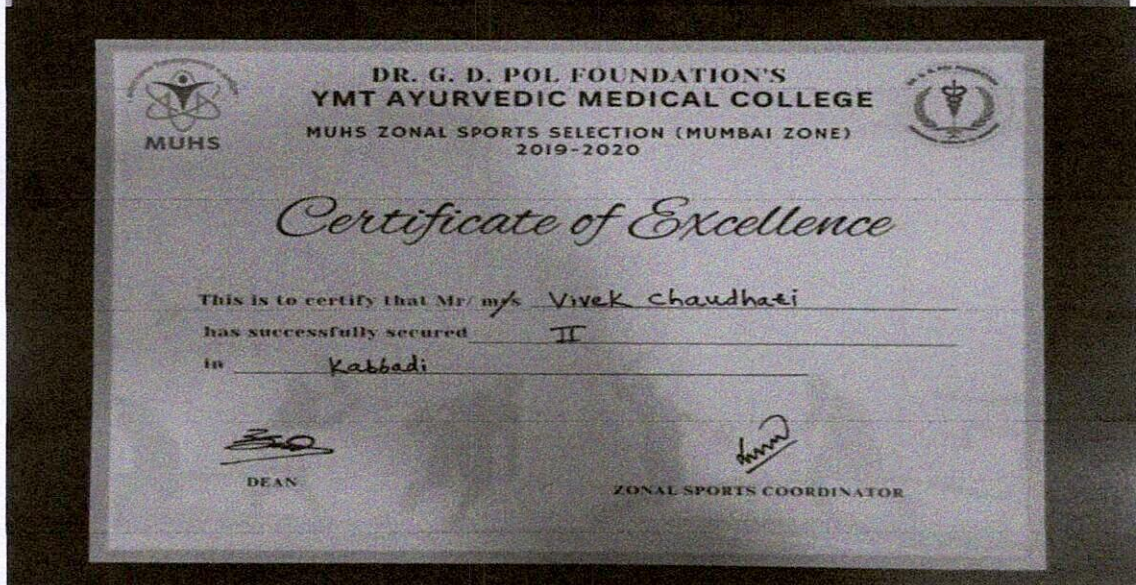 DR. G. D. POL FOUNDATION'S
YMT AYURVEDIC MEDICAL COLLEGE
MUHS
MUHS ZONAL SPORTS SELECTION (MUMBAI ZONE)
2019-2020
Certificate of Excellence
This is to certify that Mr/ m/s Vivek Chaudhari
has successfully secured II
in Kabbadi
DEAN
ZONAL SPORTS COORDINATOR